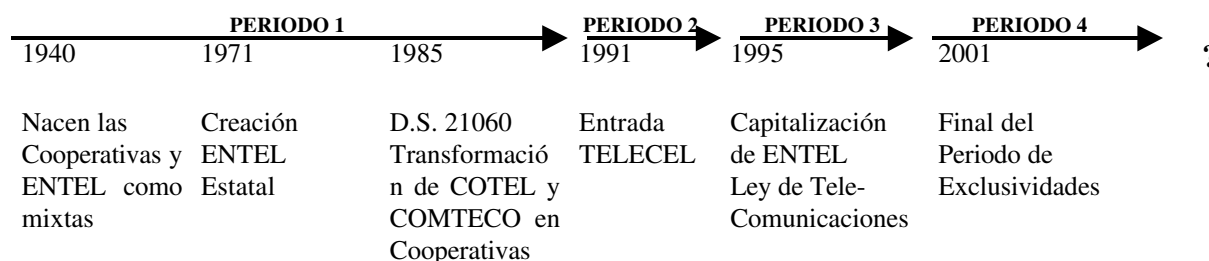 PERIODO 1 PERIODO 2 PERIODO 3 PERIODO 4
1940 1971 1985 1991 1995 2001
Nacen las
Cooperativas y
ENTEL como
mixtas
Creación
ENTEL
Estatal
D.S. 21060
Transformació
n de COTEL y
COMTECO en
Cooperativas
Entrada
TELECEL
Capitalización
de ENTEL
Ley de Tele-
Comunicaciones
Final del
Periodo de
Exclusividades